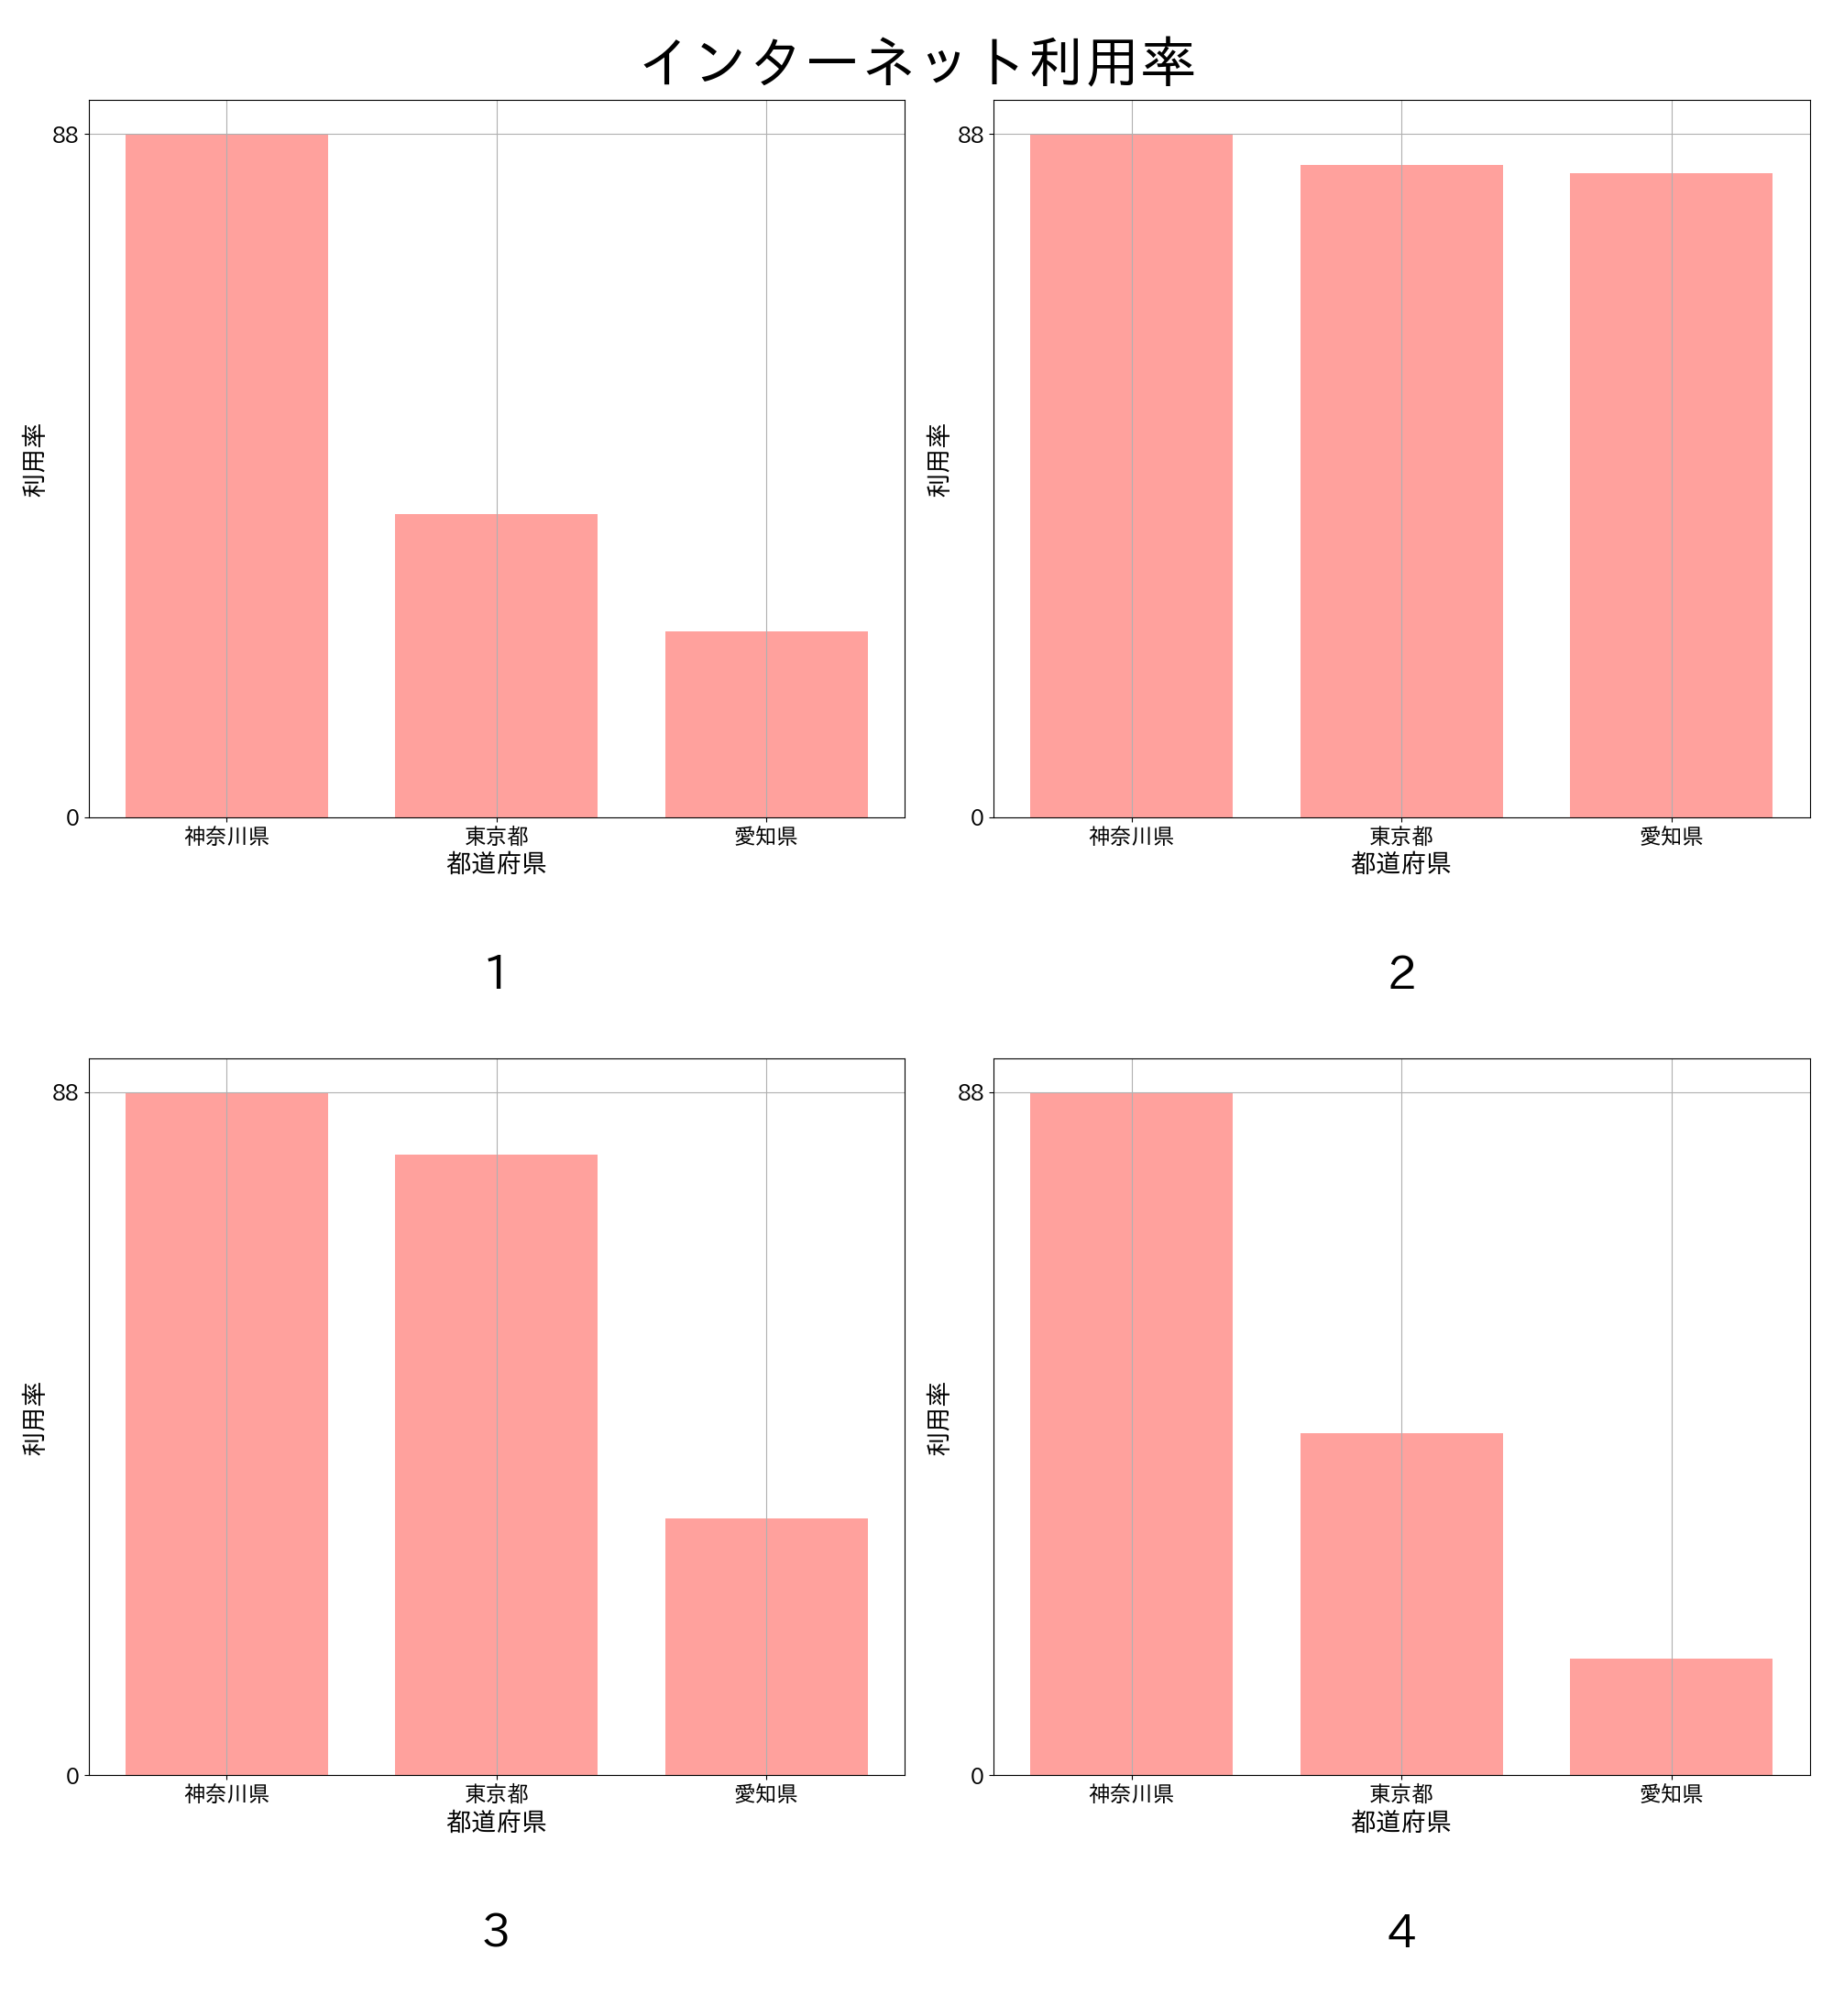 インターネット利用率
88
0
利用率
神奈川県 東京都 愛知県
都道府県
1
88
0
利用率
神奈川県 東京都 愛知県
都道府県
2
88
0
利用率
神奈川県 東京都 愛知県
都道府県
3
88
0
利用率
神奈川県 東京都 愛知県
都道府県
4